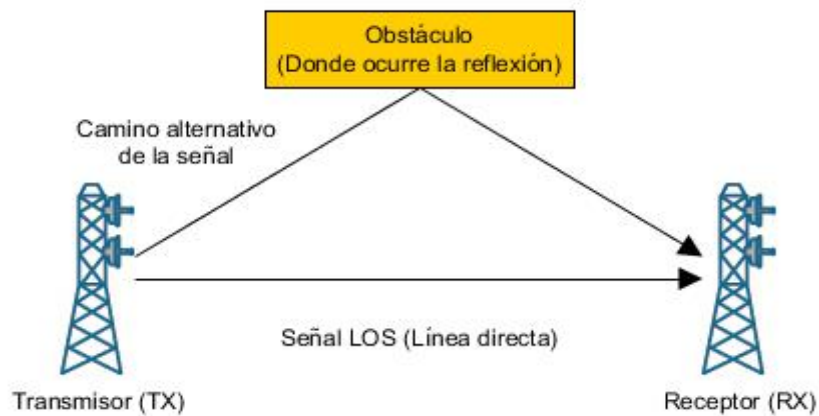 Obstáculo
(Donde ocurre la reflexión)
Camino alternativo
de la señal
Señal LOS (Línea directa)
Transmisor (TX)
Receptor (RX)